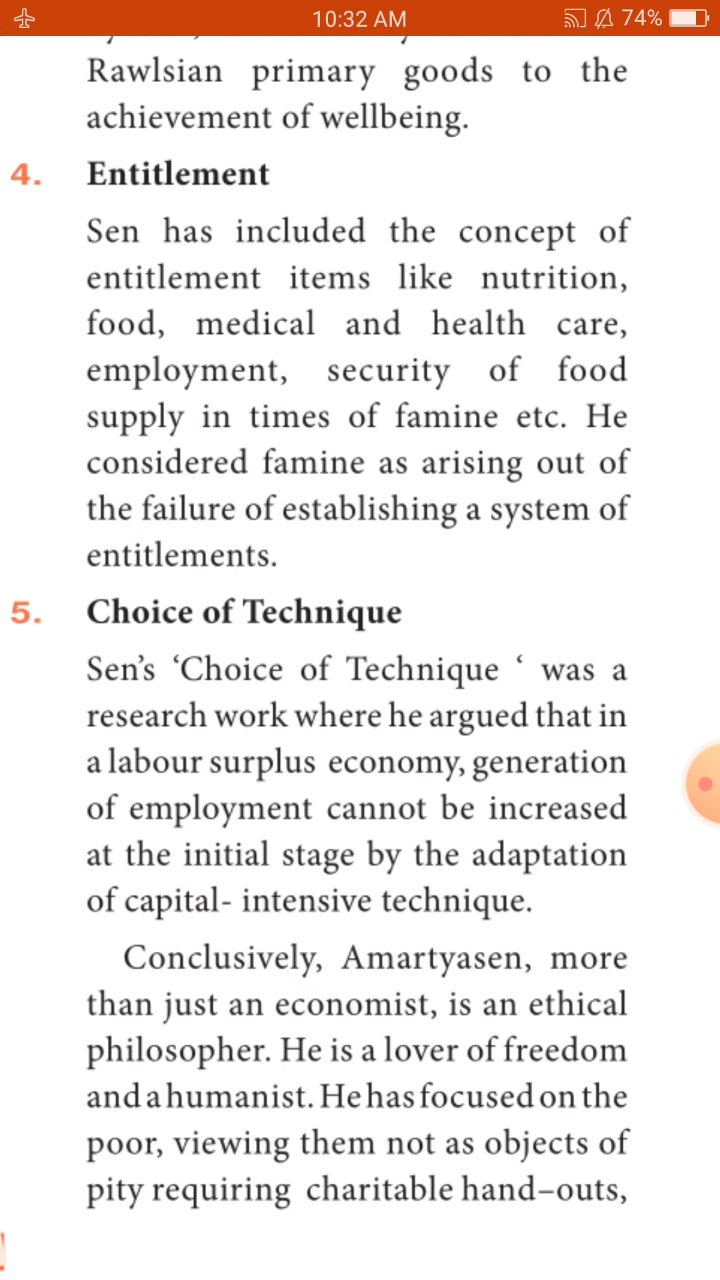 10:32 AM
74%
Rawlsian primary goods to the
achievement of wellbeing.
4. Entitlement
Sen has included the concept of
entitlement items like nutrition,
food, medical and health care,
employment, security of food
supply in times of famine etc. He
considered famine as arising out of
the failure of establishing a system of
entitlements.
5. Choice of Technique
Sen's ‘Choice of Technique ‘ was a
research work where he argued that in
a labour surplus economy, generation
of employment cannot be increased
at the initial stage by the adaptation
of capital- intensive technique.
Conclusively, Amartyasen, more
than just an economist, is an ethical
philosopher. He is a lover of freedom
and a humanist. He has focused on the
poor, viewing them not as objects of
pity requiring charitable hand–outs,